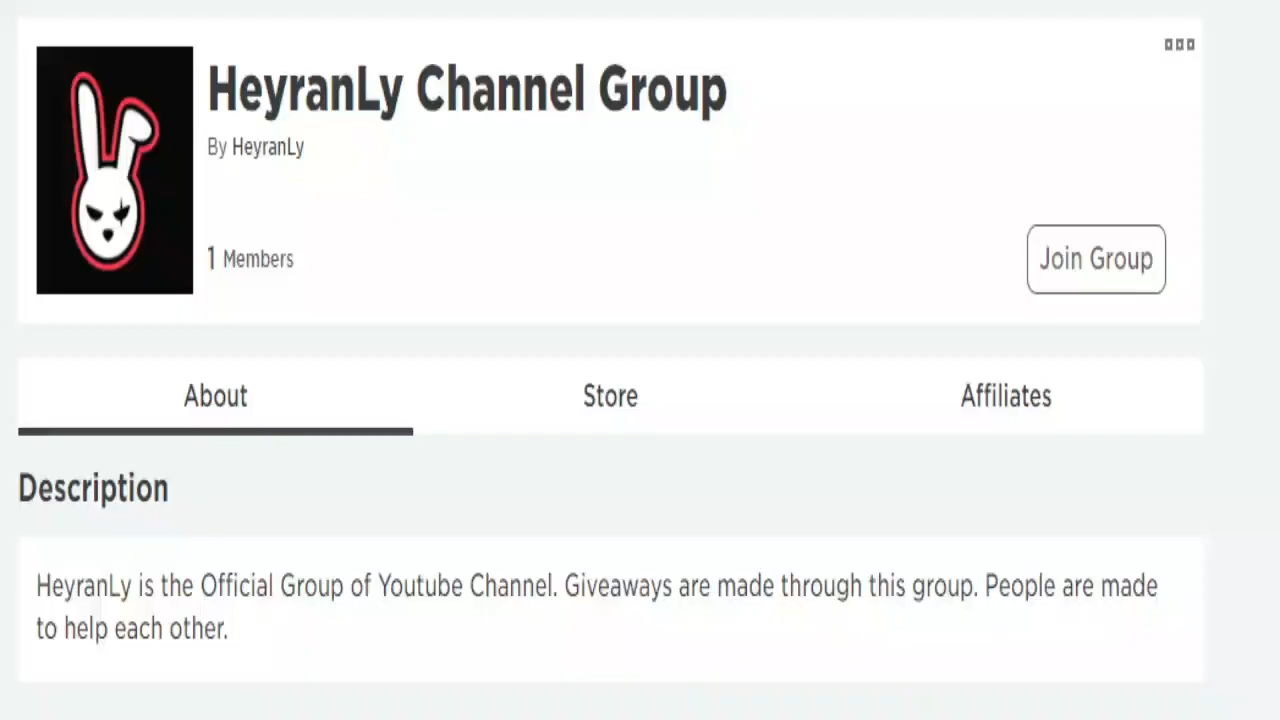 HeyranLy Channel Group
By HeyranLy
1 Members
Join Group
About Store Affiliates
Description
HeyranLy is the Official Group of Youtube Channel. Giveaways are made through this group. People are made
to help each other.